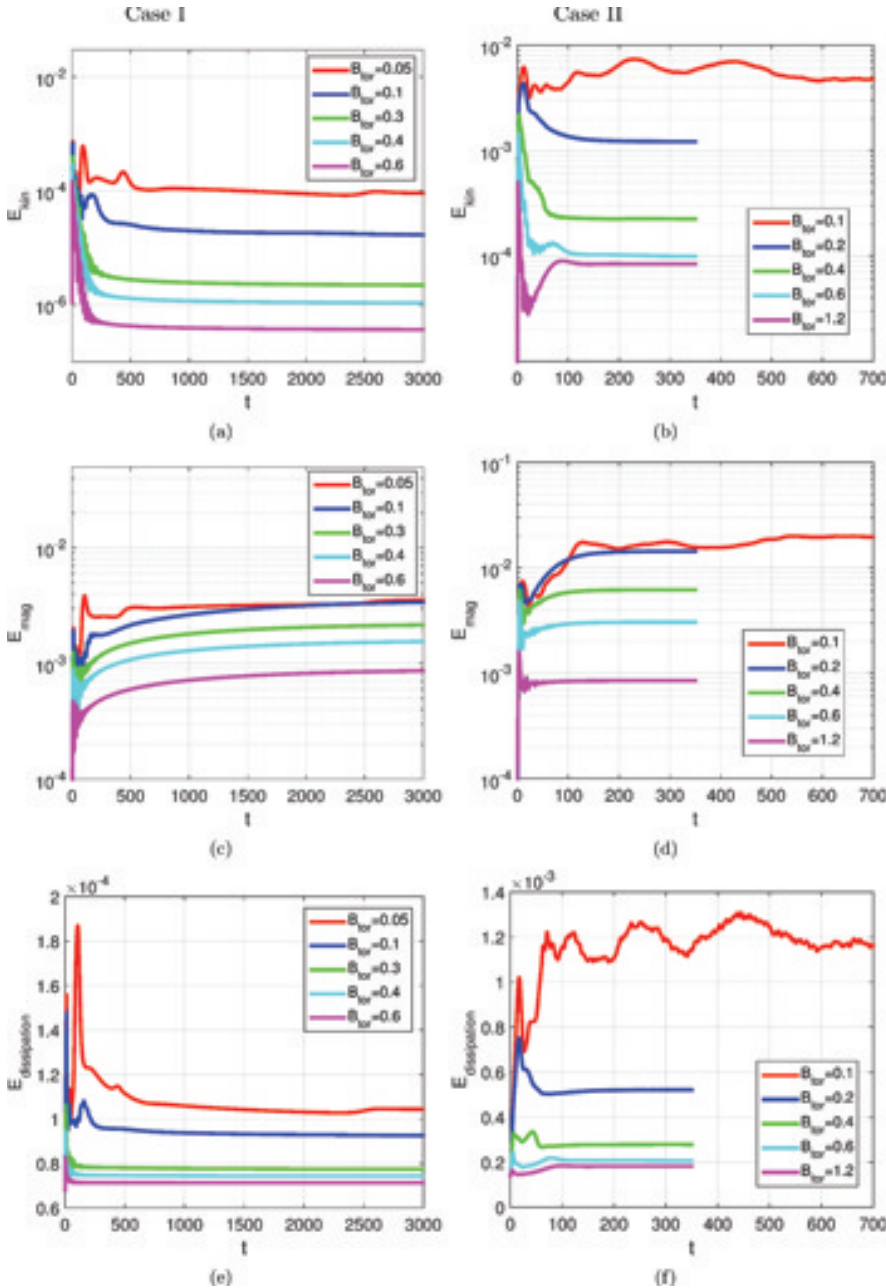 Case I
Case II
10^-2
10^-4
10^-6
E_kin
B_tor=0.05
B_tor=0.1
B_tor=0.3
B_tor=0.4
B_tor=0.6
0 500 1000 1500 2000 2500 3000
t
(a)
10^-2
10^-3
10^-4
E_kin
B_tor=0.1
B_tor=0.2
B_tor=0.4
B_tor=0.6
B_tor=1.2
0 100 200 300 400 500 600 700
t
(b)
10^-2
10^-3
10^-4
E_mag
B_tor=0.05
B_tor=0.1
B_tor=0.3
B_tor=0.4
B_tor=0.6
0 500 1000 1500 2000 2500 3000
t
(c)
10^-1
10^-2
10^-3
10^-4
E_mag
B_tor=0.1
B_tor=0.2
B_tor=0.4
B_tor=0.6
B_tor=1.2
0 100 200 300 400 500 600 700
t
(d)
×10^-4
2
1.8
1.6
1.4
1.2
1
0.8
0.6
E_dissipation
B_tor=0.05
B_tor=0.1
B_tor=0.3
B_tor=0.4
B_tor=0.6
0 500 1000 1500 2000 2500 3000
t
(e)
×10^-3
1.4
1.2
1
0.8
0.6
0.4
0.2
0
E_dissipation
B_tor=0.1
B_tor=0.2
B_tor=0.4
B_tor=0.6
B_tor=1.2
0 100 200 300 400 500 600 700
t
(f)